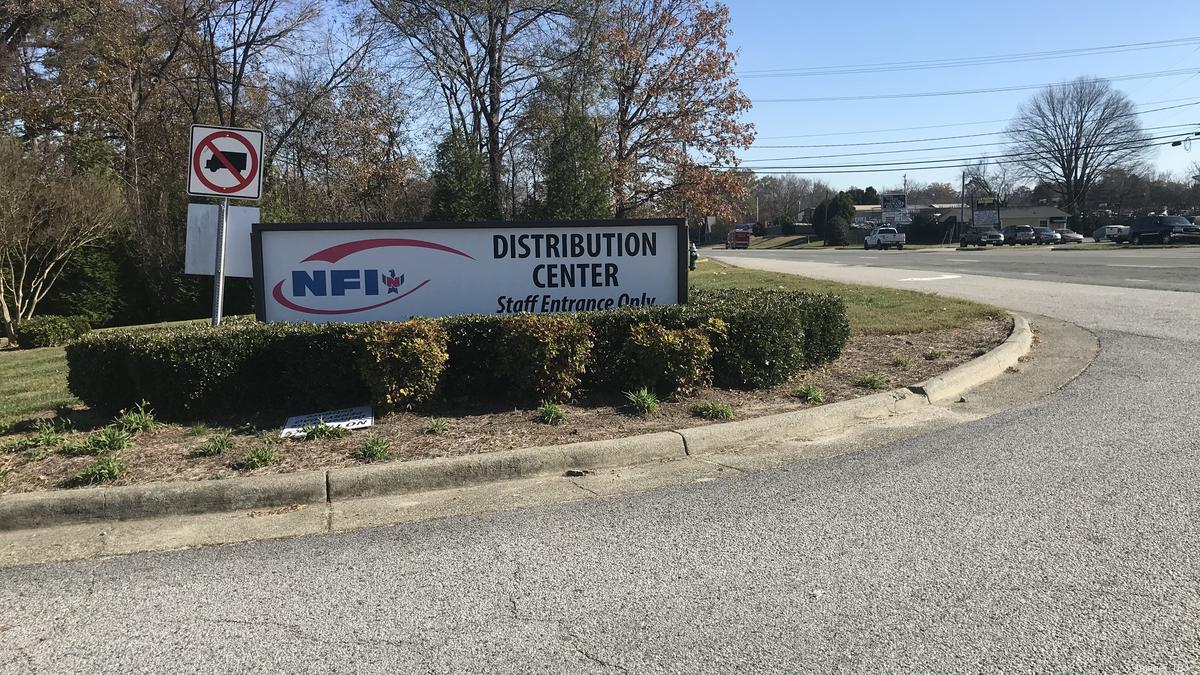 NFI
DISTRIBUTION
CENTER
Staff Entrance Only